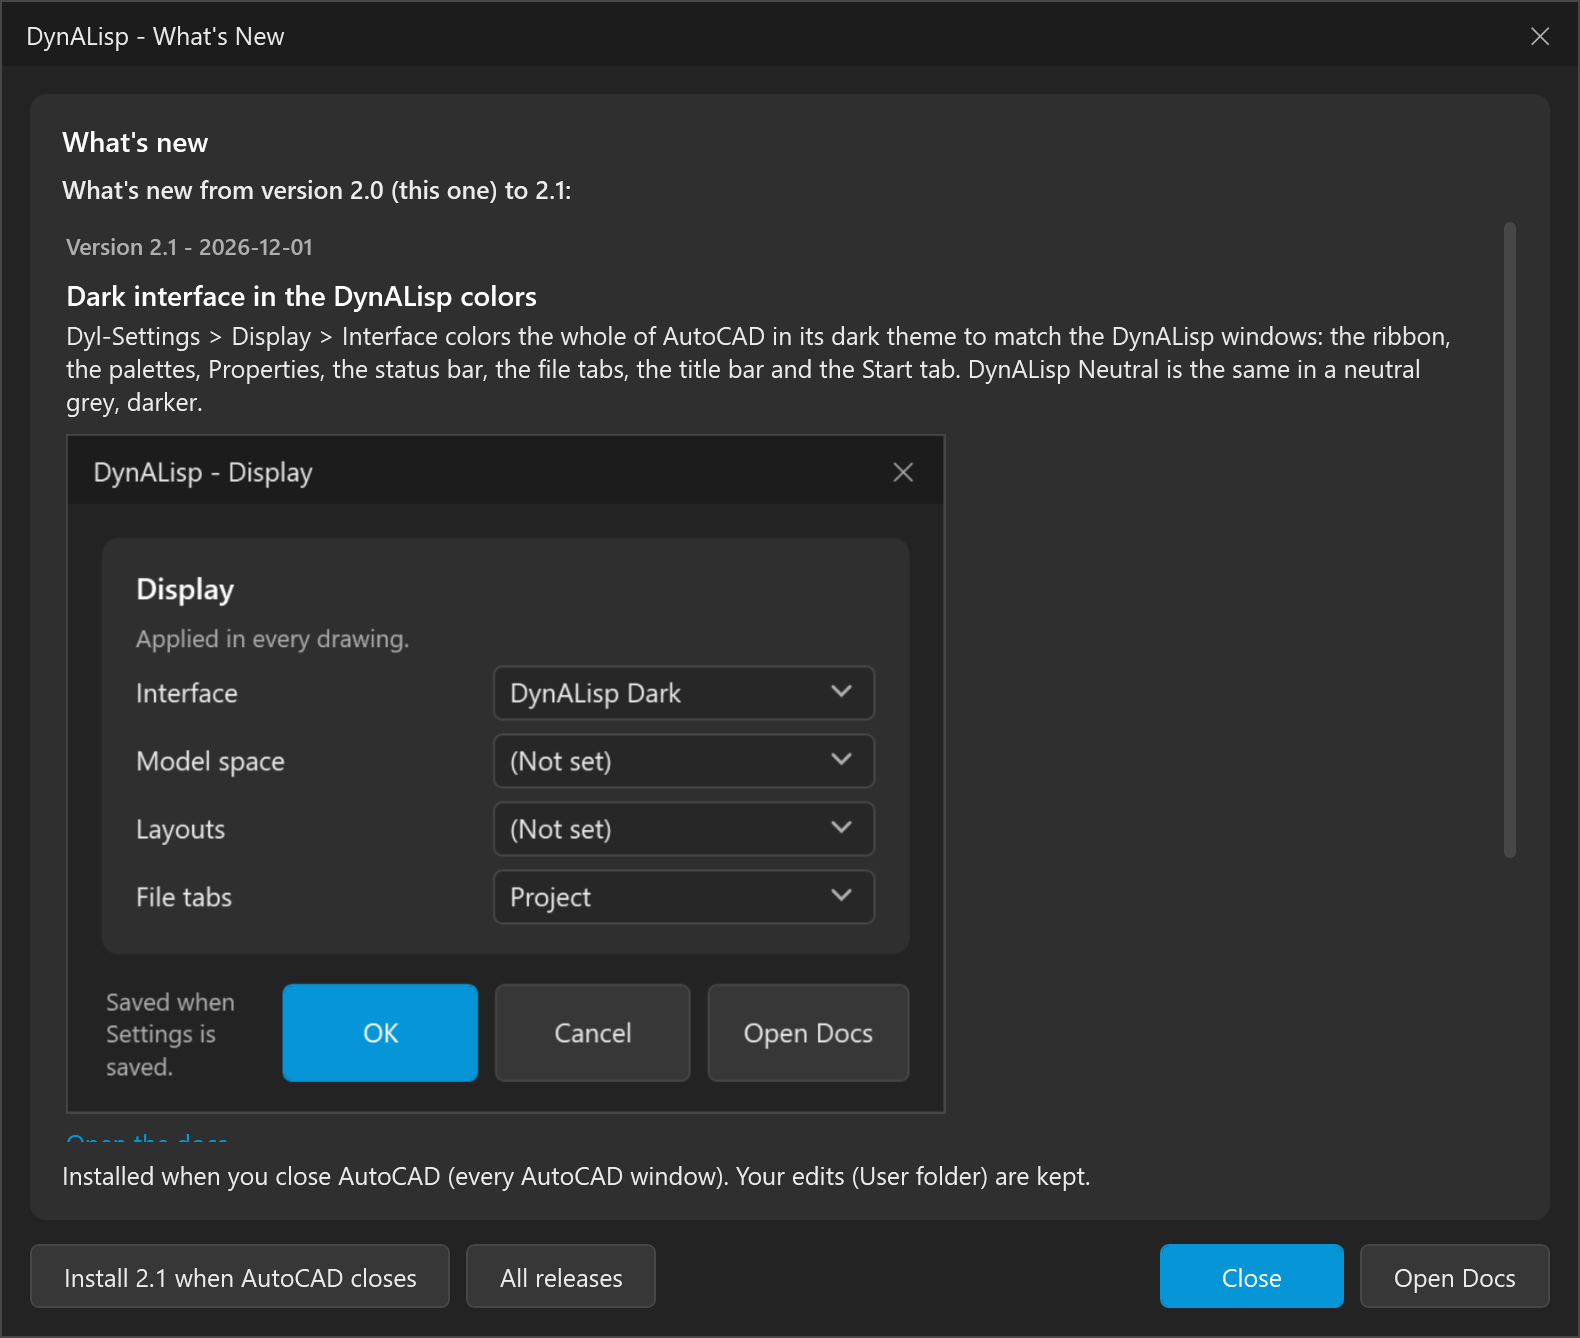 DynALisp - What's New
What's new
What's new from version 2.0 (this one) to 2.1:
Version 2.1 - 2026-12-01
Dark interface in the DynALisp colors
Dyl-Settings > Display > Interface colors the whole of AutoCAD in its dark theme to match the DynALisp windows: the ribbon,
the palettes, Properties, the status bar, the file tabs, the title bar and the Start tab. DynALisp Neutral is the same in a neutral
grey, darker.
DynALisp - Display
Display
Applied in every drawing.
Interface
DynALisp Dark
Model space
(Not set)
Layouts
(Not set)
File tabs
Project
Saved when
Settings is
saved.
OK
Cancel
Open Docs
Open the docs
Installed when you close AutoCAD (every AutoCAD window). Your edits (User folder) are kept.
Install 2.1 when AutoCAD closes
All releases
Close
Open Docs